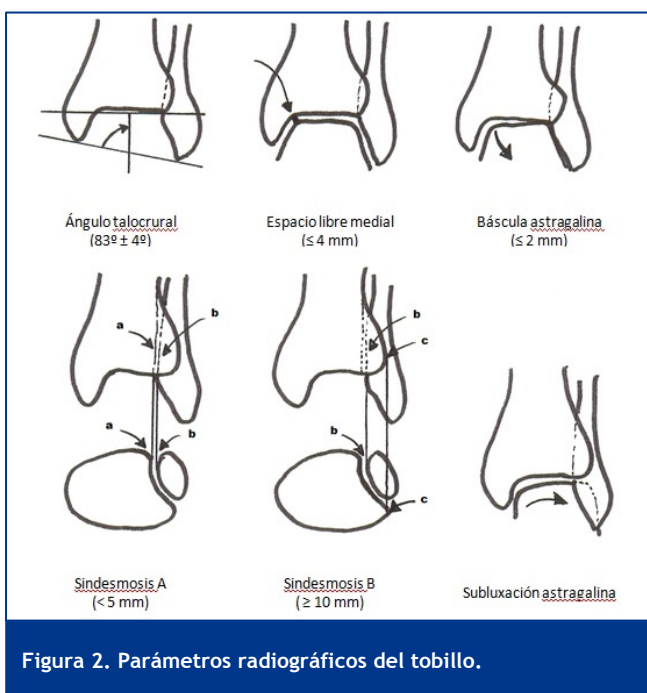 Ángulo talocrural
(83º ± 4º)
Espacio libre medial
(≤ 4 mm)
Báscula astragalina
(≤ 2 mm)
a
b
a
b
b
c
b
c
Sindesmosis A
(< 5 mm)
Sindesmosis B
(≥ 10 mm)
Subluxación astragalina
Figura 2. Parámetros radiográficos del tobillo.